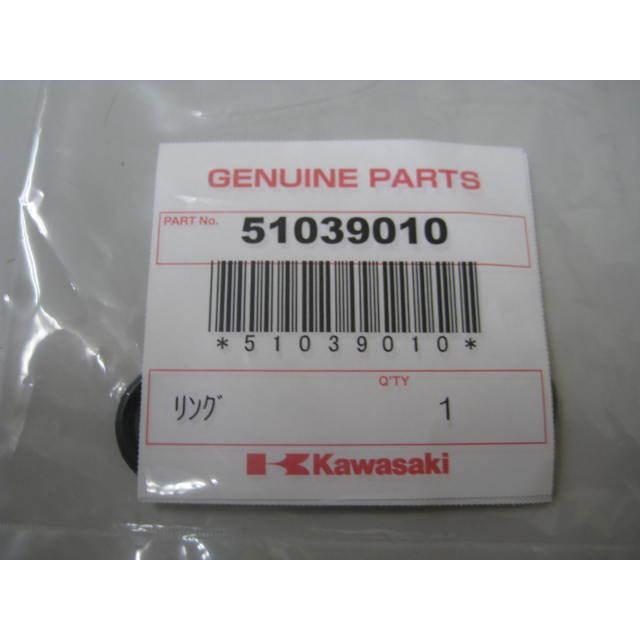 GENUINE PARTS
PART No. 51039010
*51039010*
Q'TY
ﾘﾝｸﾞ 1
Kawasaki